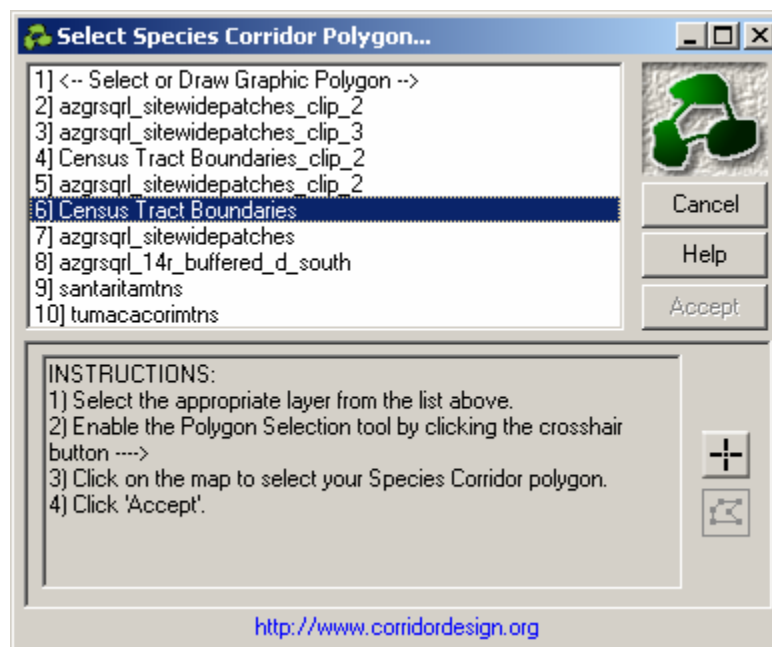 Select Species Corridor Polygon...
1] <-- Select or Draw Graphic Polygon -->
2] azgrsqrl_sitewidepatches_clip_2
3] azgrsqrl_sitewidepatches_clip_3
4] Census Tract Boundaries_clip_2
5] azgrsqrl_sitewidepatches_clip_2
6] Census Tract Boundaries
7] azgrsqrl_sitewidepatches
8] azgrsqrl_14r_buffered_d_south
9] santaritamtns
10] tumacacorimtns
Cancel
Help
Accept
INSTRUCTIONS:
1) Select the appropriate layer from the list above.
2) Enable the Polygon Selection tool by clicking the crosshair
button ---->
3) Click on the map to select your Species Corridor polygon.
4) Click 'Accept'.
http://www.corridordesign.org